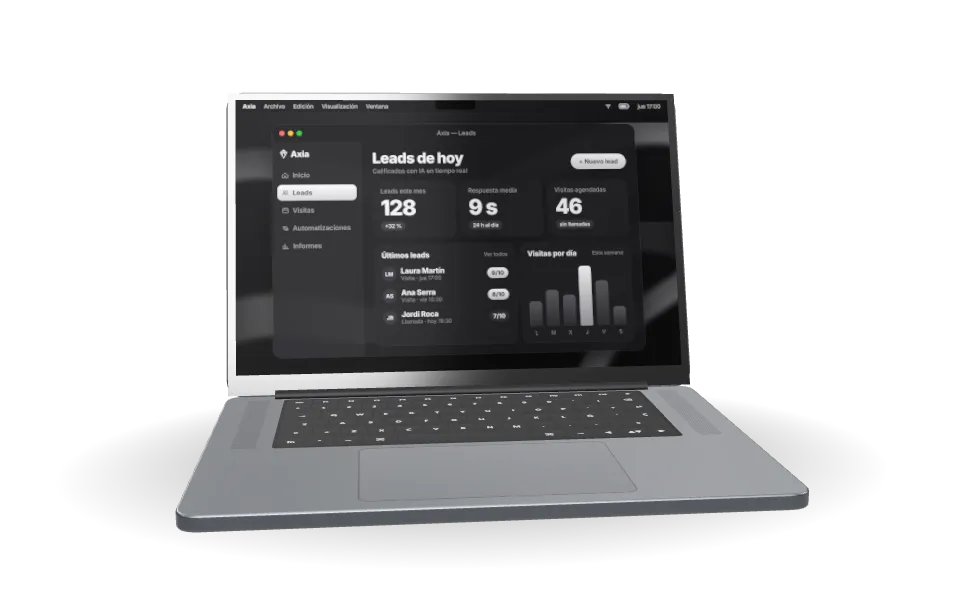 Axia Archivo Edición Visualización Ventana jue 17:00
Axia — Leads
Axia
Inicio
Leads
Visitas
Automatizaciones
Informes
Leads de hoy
Calificados con IA en tiempo real
+ Nuevo lead
Leads este mes
128
+32 %
Respuesta media
9 s
24 h al día
Visitas agendadas
46
sin llamadas
Últimos leads
Ver todos
LM Laura Martín
Visita · jue 17:00
9/10
AS Ana Serra
Visita · vie 10:30
8/10
JR Jordi Roca
Llamada · hoy 18:30
7/10
Visitas por día
Esta semana
L M X J V S